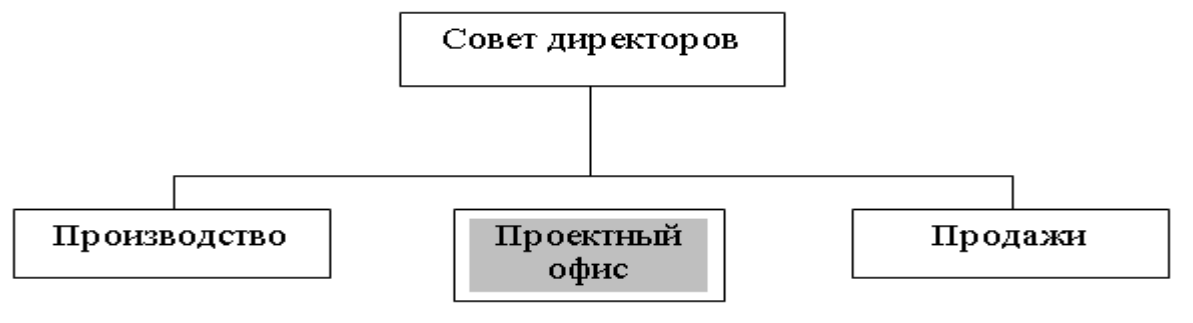 Совет директоров
Производство
Проектный
офис
Продажи